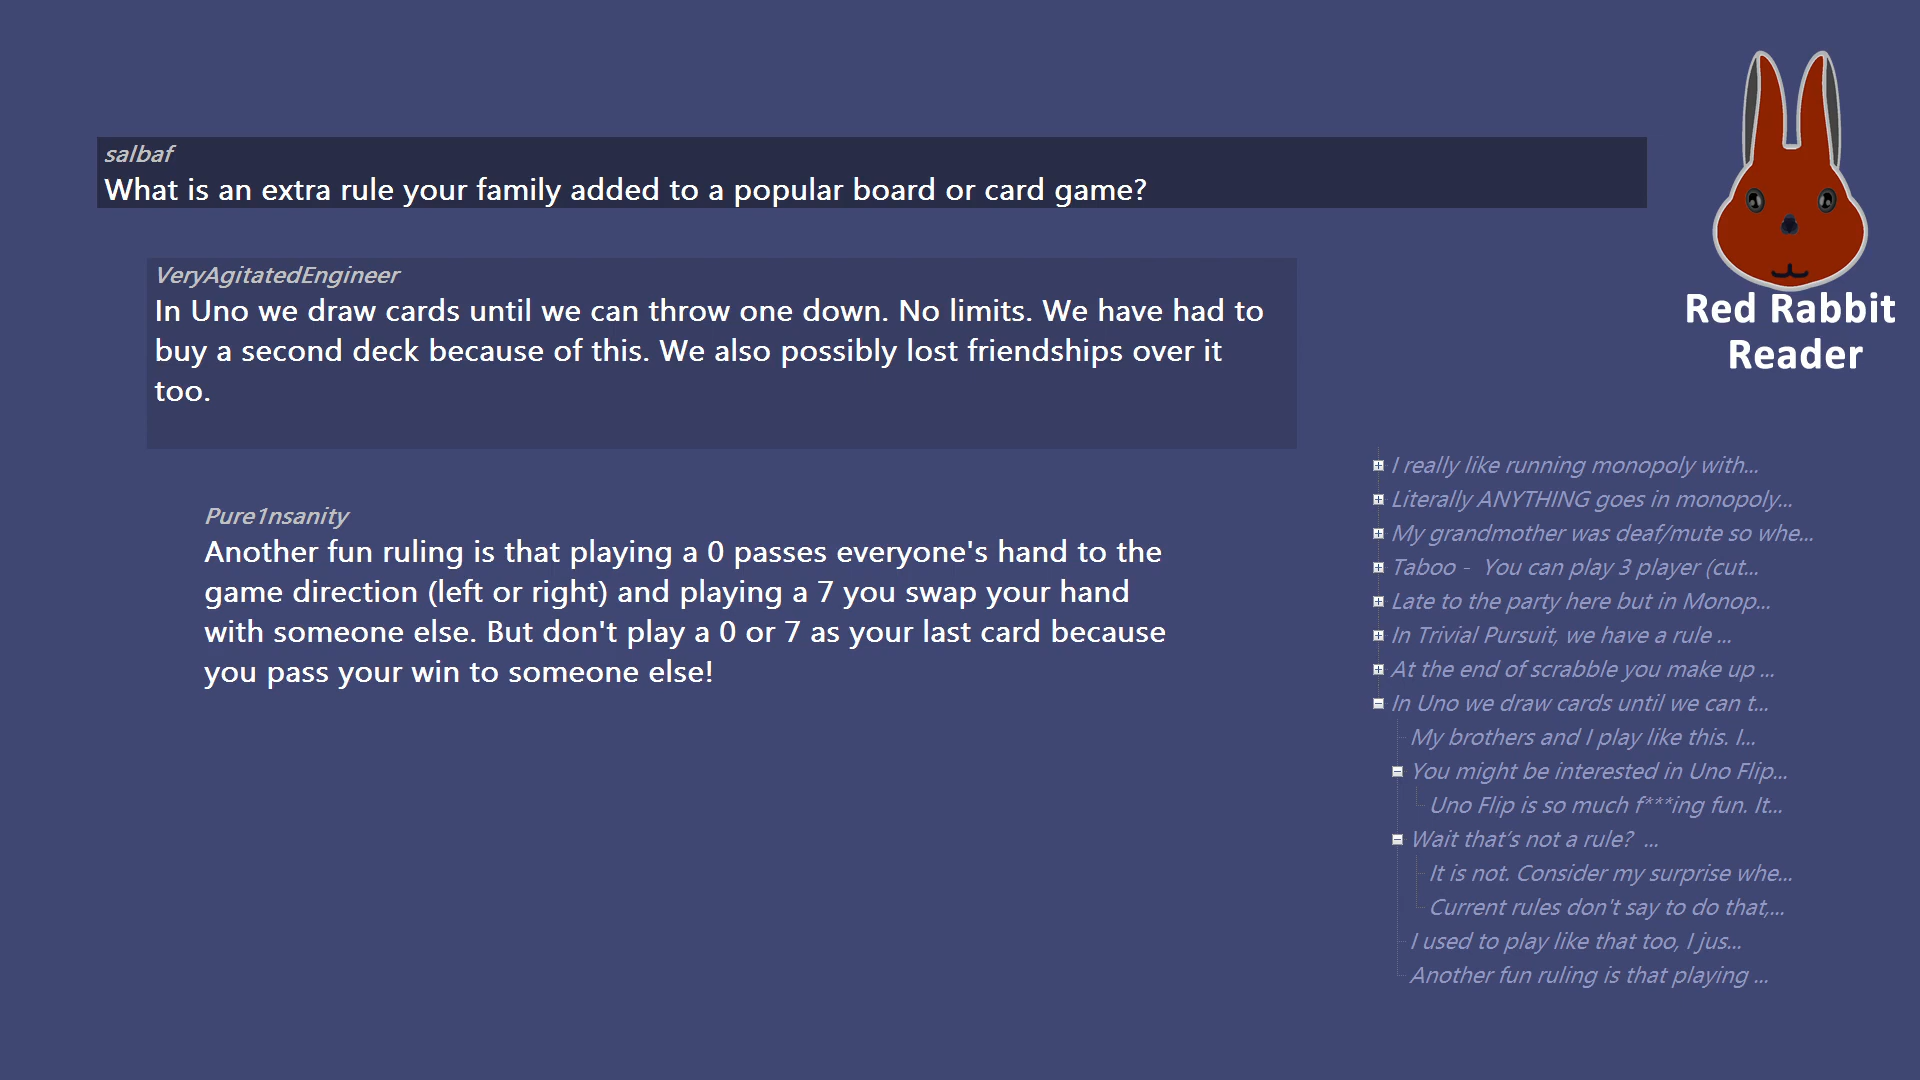 salbaf
What is an extra rule your family added to a popular board or card game?
VeryAgitatedEngineer
In Uno we draw cards until we can throw one down. No limits. We have had to
buy a second deck because of this. We also possibly lost friendships over it
too.
Pure1nsanity
Another fun ruling is that playing a 0 passes everyone's hand to the
game direction (left or right) and playing a 7 you swap your hand
with someone else. But don't play a 0 or 7 as your last card because
you pass your win to someone else!
Red Rabbit
Reader
I really like running monopoly with...
Literally ANYTHING goes in monopoly...
My grandmother was deaf/mute so whe...
Taboo -  You can play 3 player (cut...
Late to the party here but in Monop...
In Trivial Pursuit, we have a rule ...
At the end of scrabble you make up ...
In Uno we draw cards until we can t...
My brothers and I play like this. I...
You might be interested in Uno Flip...
Uno Flip is so much f***ing fun. It...
Wait that’s not a rule?  ...
It is not. Consider my surprise whe...
Current rules don't say to do that,...
I used to play like that too, I jus...
Another fun ruling is that playing ...